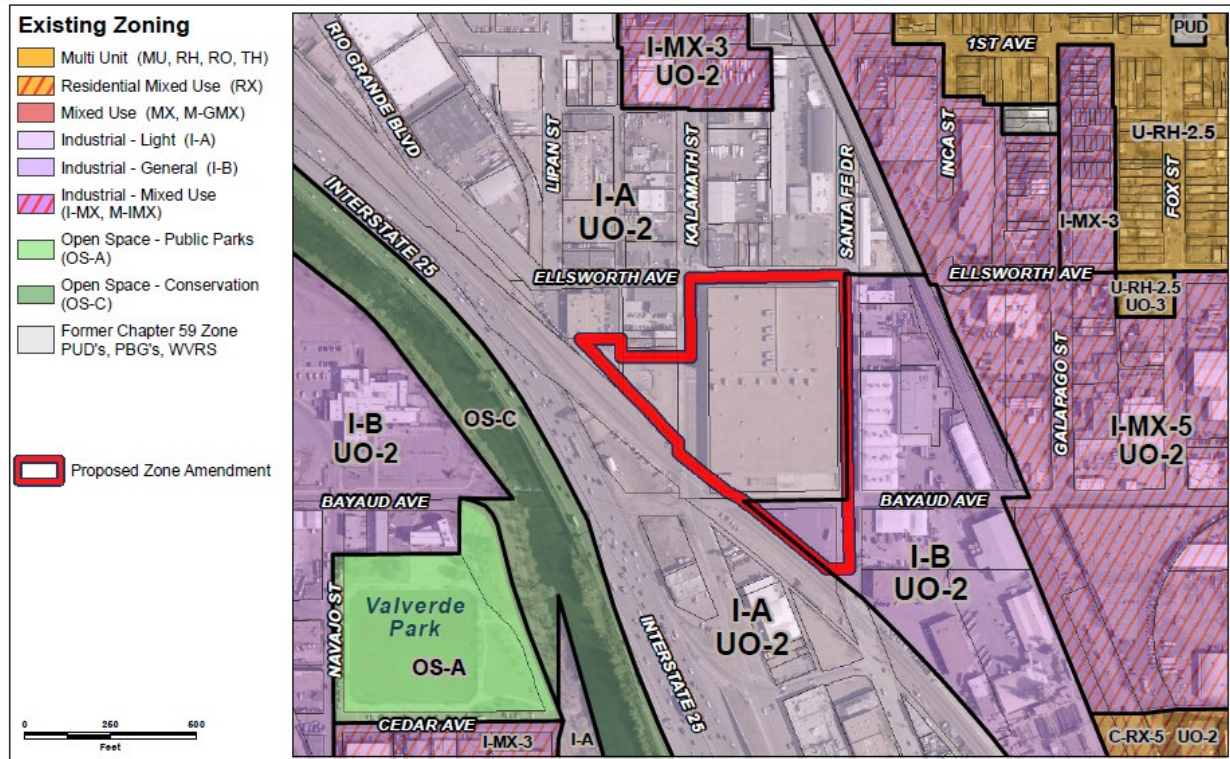 Existing Zoning
Multi Unit (MU, RH, RO, TH)
Residential Mixed Use (RX)
Mixed Use (MX, M-GMX)
Industrial - Light (I-A)
Industrial - General (I-B)
Industrial - Mixed Use
(I-MX, M-IMX)
Open Space - Public Parks
(OS-A)
Open Space - Conservation
(OS-C)
Former Chapter 59 Zone
PUD's, PBG's, WVRS
Proposed Zone Amendment
0 250 500
Feet
RIO GRANDE BLVD
INTERSTATE 25
LIPAN ST
I-MX-3
UO-2
KALAMATH ST
I-A
UO-2
SANTA FE DR
ELLSWORTH AVE
1ST AVE
PUD
INCA ST
U-RH-2.5
FOX ST
I-MX-3
ELLSWORTH AVE
U-RH-2.5
UO-3
GALAPAGO ST
I-MX-5
UO-2
I-B
UO-2
OS-C
BAYAUD AVE
BAYAUD AVE
I-B
UO-2
NAVAJO ST
Valverde
Park
OS-A
I-A
UO-2
INTERSTATE 25
CEDAR AVE
I-MX-3
I-A
C-RX-5 UO-2